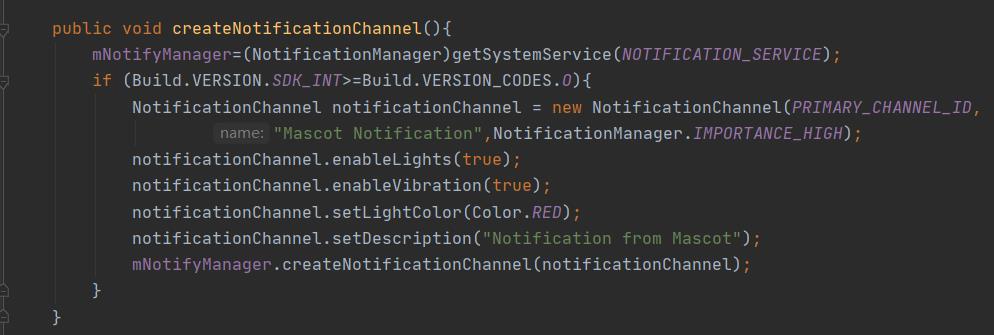 public void createNotificationChannel(){
mNotifyManager=(NotificationManager)getSystemService(NOTIFICATION_SERVICE);
if (Build.VERSION.SDK_INT>=Build.VERSION_CODES.O){
NotificationChannel notificationChannel = new NotificationChannel(PRIMARY_CHANNEL_ID,
name: "Mascot Notification",NotificationManager.IMPORTANCE_HIGH);
notificationChannel.enableLights(true);
notificationChannel.enableVibration(true);
notificationChannel.setLightColor(Color.RED);
notificationChannel.setDescription("Notification from Mascot");
mNotifyManager.createNotificationChannel(notificationChannel);
}
}